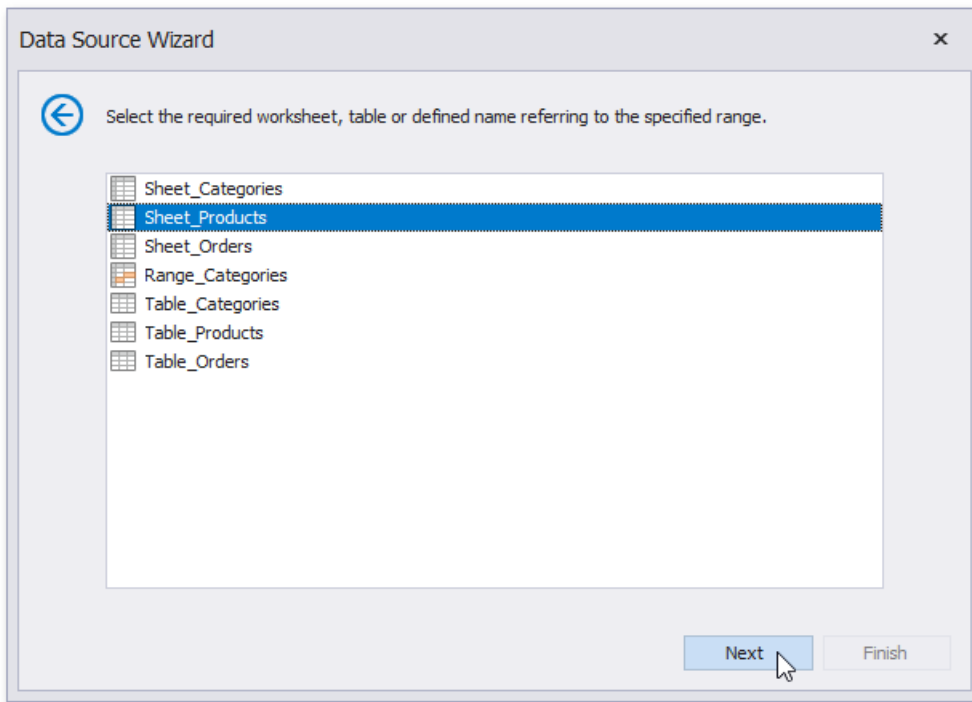 Data Source Wizard
Select the required worksheet, table or defined name referring to the specified range.
Sheet_Categories
Sheet_Products
Sheet_Orders
Range_Categories
Table_Categories
Table_Products
Table_Orders
Next
Finish